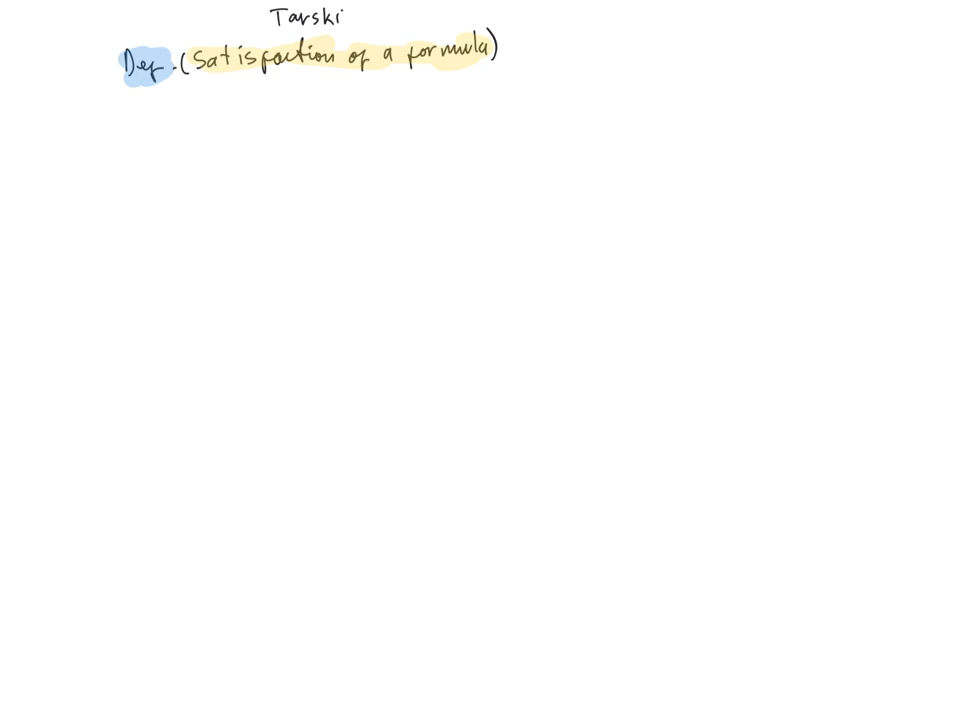 Tarski
Def. (Satisfaction of a formula)